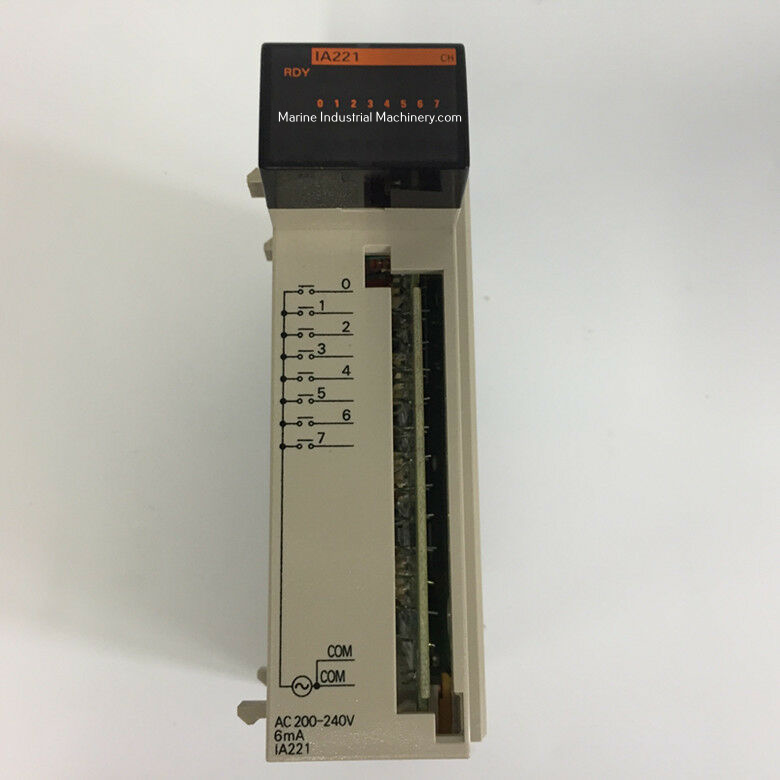 IA221 CH
RDY
0 1 2 3 4 5 6 7
Marine Industrial Machinery.com
0
1
2
3
4
5
6
7
COM
COM
AC 200-240V
6mA
IA221